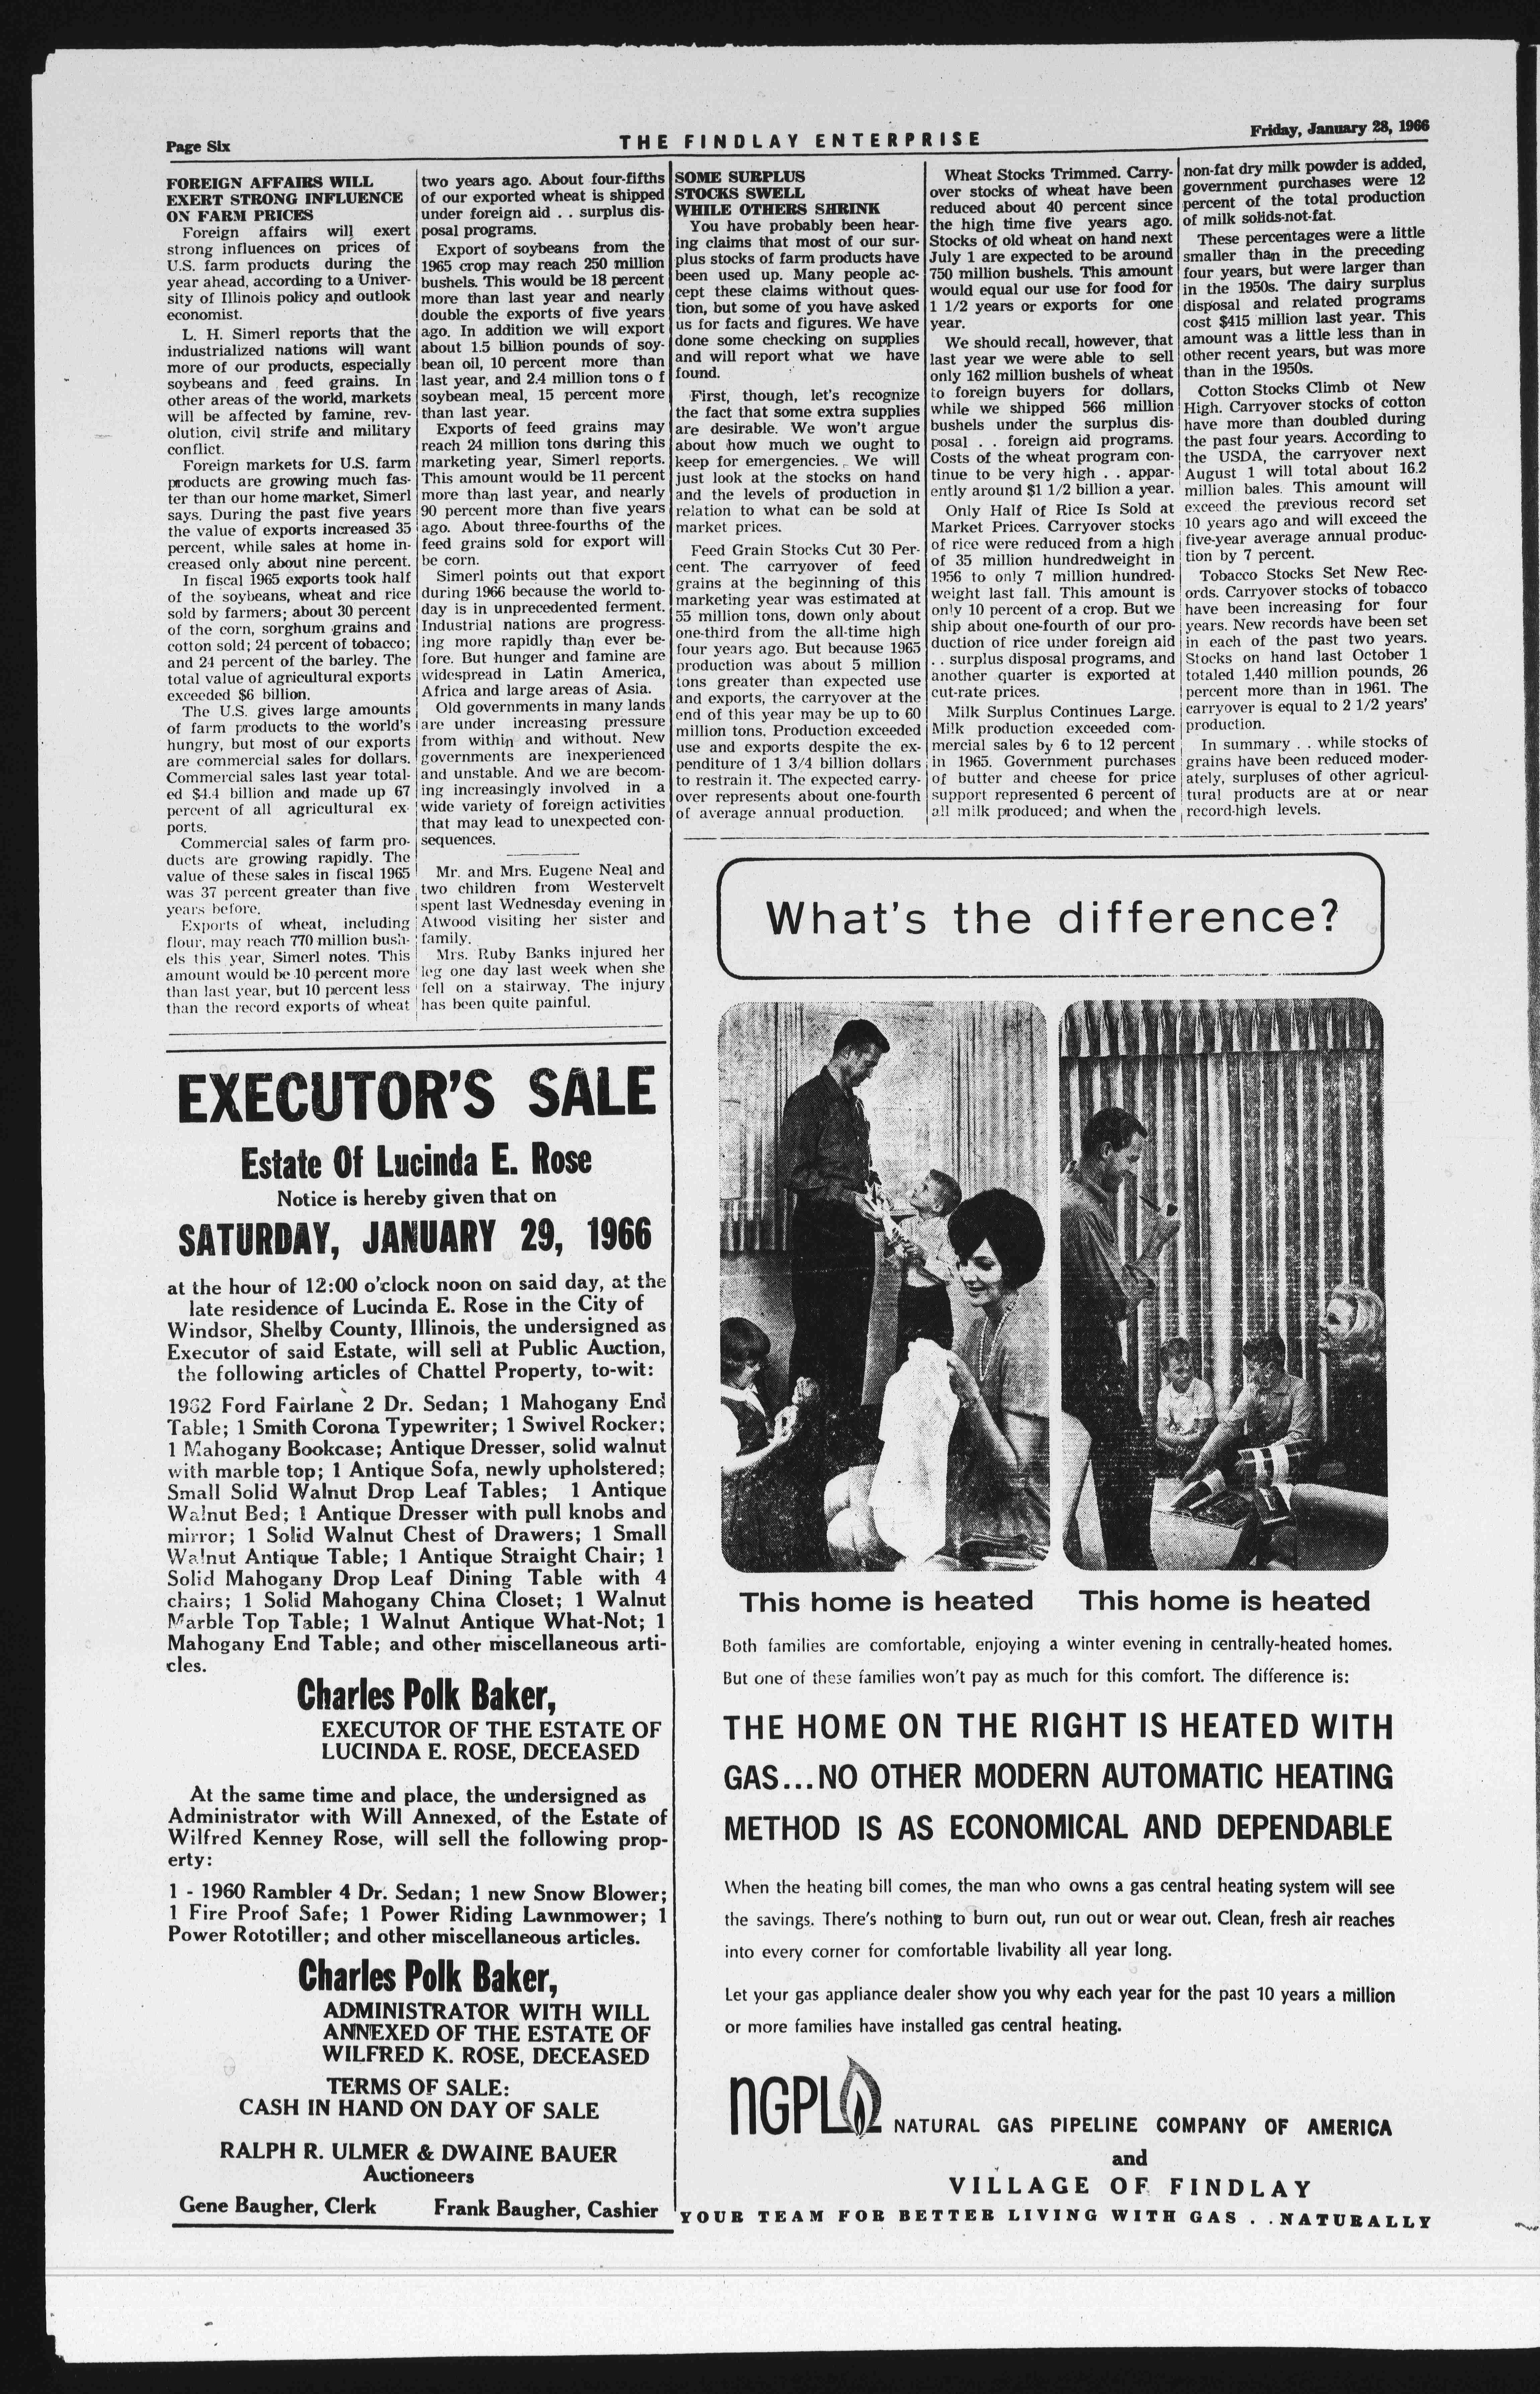 Page Six
THE FINDLAY ENTERPRISE
Friday, January 28, 1966
FOREIGN AFFAIRS WILL
EXERT STRONG INFLUENCE
ON FARM PRICES
Foreign affairs will exert
strong influences on prices of
U.S. farm products during the
year ahead, according to a Univer-
sity of Illinois policy and outlook
economist.
L. H. Simerl reports that the
industrialized nations will want
more of our products, especially
soybeans and feed grains. In
other areas of the world, markets
will be affected by famine, rev-
olution, civil strife and military
conflict.
Foreign markets for U.S. farm
products are growing much fas-
ter than our home market, Simerl
says. During the past five years
the value of exports increased 35
percent, while sales at home in-
creased only about nine percent.
In fiscal 1965 exports took half
of the soybeans, wheat and rice
sold by farmers; about 30 percent
of the corn, sorghum grains and
cotton sold; 24 percent of tobacco;
and 24 percent of the barley. The
total value of agricultural exports
exceeded $6 billion.
The U.S. gives large amounts
of farm products to the world's
hungry, but most of our exports
are commercial sales for dollars.
Commercial sales last year total-
ed $4.4 billion and made up 67
percent of all agricultural ex-
ports.
Commercial sales of farm pro-
ducts are growing rapidly. The
value of these sales in fiscal 1965
was 37 percent greater than five
years before.
Exports of wheat, including
flour, may reach 770 million bush-
els this year, Simerl notes. This
amount would be 10 percent more
than last year, but 10 percent less
than the record exports of wheat
two years ago. About four-fifths
of our exported wheat is shipped
under foreign aid . . surplus dis-
posal programs.
Export of soybeans from the
1965 crop may reach 250 million
bushels. This would be 18 percent
more than last year and nearly
double the exports of five years
ago. In addition we will export
about 1.5 billion pounds of soy-
bean oil, 10 percent more than
last year, and 2.4 million tons o f
soybean meal, 15 percent more
than last year.
Exports of feed grains may
reach 24 million tons during this
marketing year, Simerl reports.
This amount would be 11 percent
more than last year, and nearly
90 percent more than five years
ago. About three-fourths of the
feed grains sold for export will
be corn.
Simerl points out that export
during 1966 because the world to-
day is in unprecedented ferment.
Industrial nations are progress-
ing more rapidly than ever be-
fore. But hunger and famine are
widespread in Latin America,
Africa and large areas of Asia.
Old governments in many lands
are under increasing pressure
from within and without. New
governments are inexperienced
and unstable. And we are becom-
ing increasingly involved in a
wide variety of foreign activities
that may lead to unexpected con-
sequences.
Mr. and Mrs. Eugene Neal and
two children from Westervelt
spent last Wednesday evening in
Atwood visiting her sister and
family.
Mrs. Ruby Banks injured her
leg one day last week when she
fell on a stairway. The injury
has been quite painful.
SOME SURPLUS
STOCKS SWELL
WHILE OTHERS SHRINK
You have probably been hear-
ing claims that most of our sur-
plus stocks of farm products have
been used up. Many people ac-
cept these claims without ques-
tion, but some of you have asked
us for facts and figures. We have
done some checking on supplies
and will report what we have
found.
First, though, let's recognize
the fact that some extra supplies
are desirable. We won't argue
about how much we ought to
keep for emergencies. We will
just look at the stocks on hand
and the levels of production in
relation to what can be sold at
market prices.
Feed Grain Stocks Cut 30 Per-
cent. The carryover of feed
grains at the beginning of this
marketing year was estimated at
55 million tons, down only about
one-third from the all-time high
four years ago. But because 1965
production was about 5 million
tons greater than expected use
and exports, the carryover at the
end of this year may be up to 60
million tons. Production exceeded
use and exports despite the ex-
penditure of 1 3/4 billion dollars
to restrain it. The expected carry-
over represents about one-fourth
of average annual production.
Wheat Stocks Trimmed. Carry-
over stocks of wheat have been
reduced about 40 percent since
the high time five years ago.
Stocks of old wheat on hand next
July 1 are expected to be around
750 million bushels. This amount
would equal our use for food for
1 1/2 years or exports for one
year.
We should recall, however, that
last year we were able to sell
only 162 million bushels of wheat
to foreign buyers for dollars,
while we shipped 566 million
bushels under the surplus dis-
posal . . foreign aid programs.
Costs of the wheat program con-
tinue to be very high . . appar-
ently around $1 1/2 billion a year.
Only Half of Rice Is Sold at
Market Prices. Carryover stocks
of rice were reduced from a high
of 35 million hundredweight in
1956 to only 7 million hundred-
weight last fall. This amount is
only 10 percent of a crop. But we
ship about one-fourth of our pro-
duction of rice under foreign aid
. . surplus disposal programs, and
another quarter is exported at
cut-rate prices.
Milk Surplus Continues Large.
Milk production exceeded com-
mercial sales by 6 to 12 percent
in 1965. Government purchases
of butter and cheese for price
support represented 6 percent of
all milk produced; and when the
non-fat dry milk powder is added,
government purchases were 12
percent of the total production
of milk solids-not-fat.
These percentages were a little
smaller than in the preceding
four years, but were larger than
in the 1950s. The dairy surplus
disposal and related programs
cost $415 million last year. This
amount was a little less than in
other recent years, but was more
than in the 1950s.
Cotton Stocks Climb ot New
High. Carryover stocks of cotton
have more than doubled during
the past four years. According to
the USDA, the carryover next
August 1 will total about 16.2
million bales. This amount will
exceed the previous record set
10 years ago and will exceed the
five-year average annual produc-
tion by 7 percent.
Tobacco Stocks Set New Rec-
ords. Carryover stocks of tobacco
have been increasing for four
years. New records have been set
in each of the past two years.
Stocks on hand last October 1
totaled 1,440 million pounds, 26
percent more than in 1961. The
carryover is equal to 2 1/2 years'
production.
In summary . . while stocks of
grains have been reduced moder-
ately, surpluses of other agricul-
tural products are at or near
record-high levels.
EXECUTOR'S SALE
Estate Of Lucinda E. Rose
Notice is hereby given that on
SATURDAY, JANUARY 29, 1966
at the hour of 12:00 o'clock noon on said day, at the
late residence of Lucinda E. Rose in the City of
Windsor, Shelby County, Illinois, the undersigned as
Executor of said Estate, will sell at Public Auction,
the following articles of Chattel Property, to-wit:
1962 Ford Fairlane 2 Dr. Sedan; 1 Mahogany End
Table; 1 Smith Corona Typewriter; 1 Swivel Rocker;
1 Mahogany Bookcase; Antique Dresser, solid walnut
with marble top; 1 Antique Sofa, newly upholstered;
Small Solid Walnut Drop Leaf Tables; 1 Antique
Walnut Bed; 1 Antique Dresser with pull knobs and
mirror; 1 Solid Walnut Chest of Drawers; 1 Small
Walnut Antique Table; 1 Antique Straight Chair; 1
Solid Mahogany Drop Leaf Dining Table with 4
chairs; 1 Solid Mahogany China Closet; 1 Walnut
Marble Top Table; 1 Walnut Antique What-Not; 1
Mahogany End Table; and other miscellaneous arti-
cles.
Charles Polk Baker,
EXECUTOR OF THE ESTATE OF
LUCINDA E. ROSE, DECEASED
At the same time and place, the undersigned as
Administrator with Will Annexed, of the Estate of
Wilfred Kenney Rose, will sell the following prop-
erty:
1 - 1960 Rambler 4 Dr. Sedan; 1 new Snow Blower;
1 Fire Proof Safe; 1 Power Riding Lawnmower; 1
Power Rototiller; and other miscellaneous articles.
Charles Polk Baker,
ADMINISTRATOR WITH WILL
ANNEXED OF THE ESTATE OF
WILFRED K. ROSE, DECEASED
TERMS OF SALE:
CASH IN HAND ON DAY OF SALE
RALPH R. ULMER & DWAINE BAUER
Auctioneers
Gene Baugher, Clerk Frank Baugher, Cashier
What's the difference?
This home is heated This home is heated
Both families are comfortable, enjoying a winter evening in centrally-heated homes.
But one of these families won't pay as much for this comfort. The difference is:
THE HOME ON THE RIGHT IS HEATED WITH
GAS...NO OTHER MODERN AUTOMATIC HEATING
METHOD IS AS ECONOMICAL AND DEPENDABLE
When the heating bill comes, the man who owns a gas central heating system will see
the savings. There's nothing to burn out, run out or wear out. Clean, fresh air reaches
into every corner for comfortable livability all year long.
Let your gas appliance dealer show you why each year for the past 10 years a million
or more families have installed gas central heating.
NGPL NATURAL GAS PIPELINE COMPANY OF AMERICA
and
VILLAGE OF FINDLAY
YOUR TEAM FOR BETTER LIVING WITH GAS . . NATURALLY